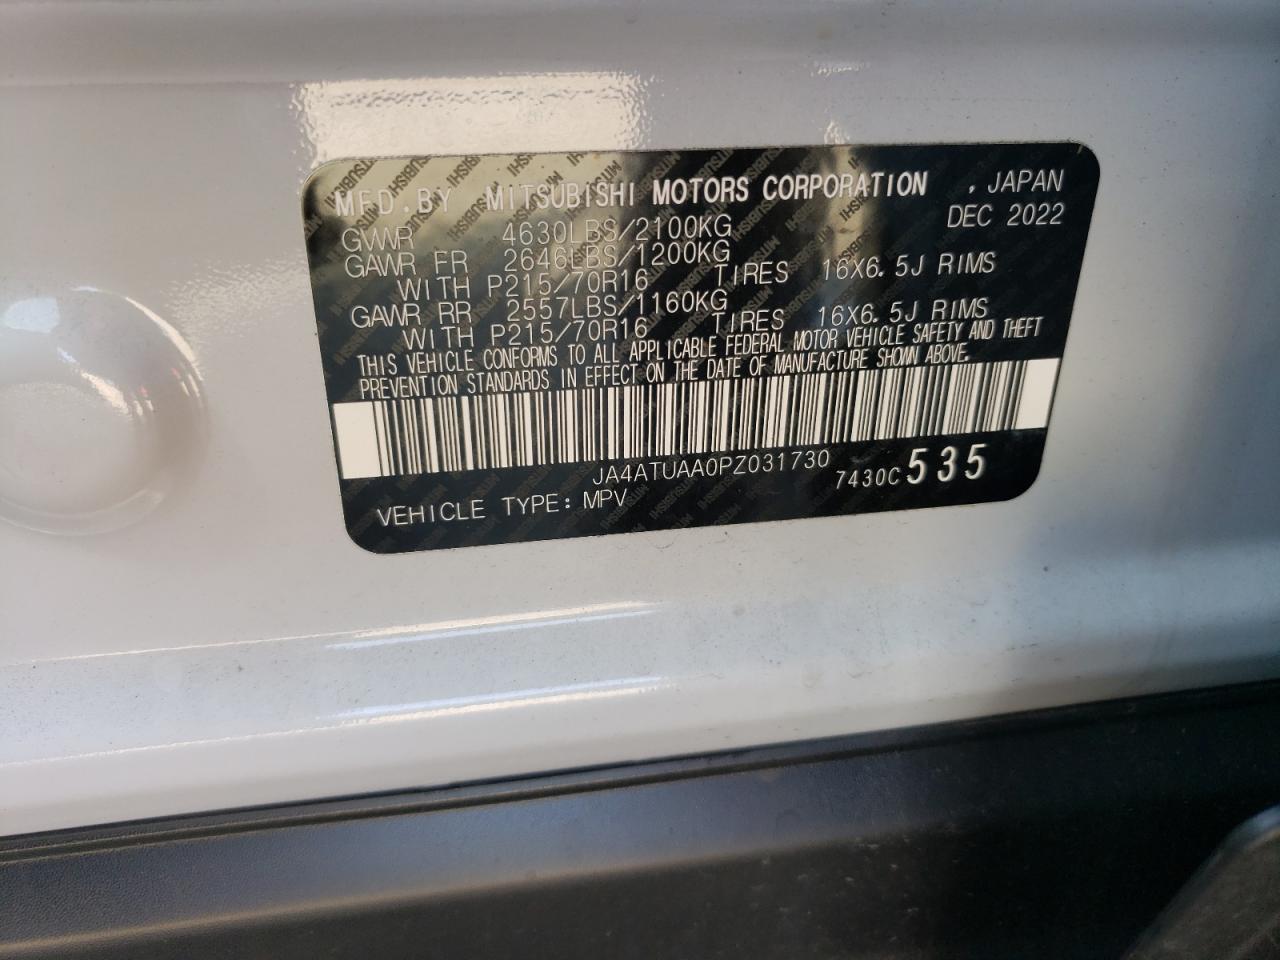 MFD.BY MITSUBISHI MOTORS CORPORATION , JAPAN
GVWR 4630LBS/2100KG DEC 2022
GAWR FR 2646LBS/1200KG
WITH P215/70R16 TIRES 16X6.5J RIMS
GAWR RR 2557LBS/1160KG
WITH P215/70R16 TIRES 16X6.5J RIMS
THIS VEHICLE CONFORMS TO ALL APPLICABLE FEDERAL MOTOR VEHICLE SAFETY AND THEFT
PREVENTION STANDARDS IN EFFECT ON THE DATE OF MANUFACTURE SHOWN ABOVE.
JA4ATUAA0PZ031730 7430C 535
VEHICLE TYPE: MPV